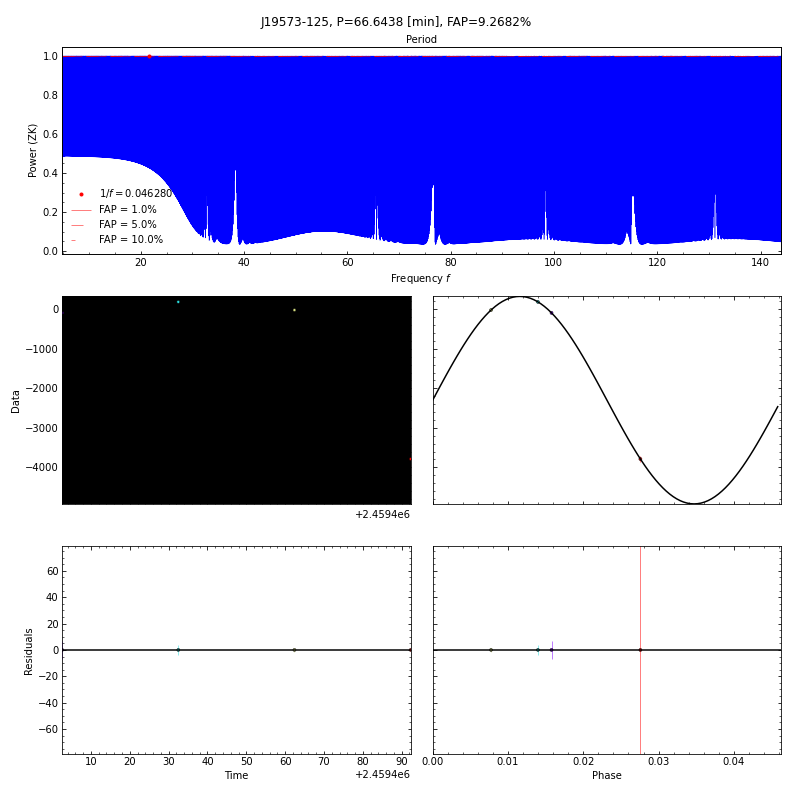 J19573-125, P=66.6438 [min], FAP=9.2682%
Period
1.0
0.8
0.6
0.4
0.2
0.0
Power (ZK)
1/f = 0.046280
FAP = 1.0%
FAP = 5.0%
FAP = 10.0%
20 40 60 80 100 120 140
Frequency f
0
−1000
−2000
−3000
−4000
Data
+2.4594e6
60
40
20
0
−20
−40
−60
Residuals
10 20 30 40 50 60 70 80 90
Time
+2.4594e6
0.00 0.01 0.02 0.03 0.04
Phase